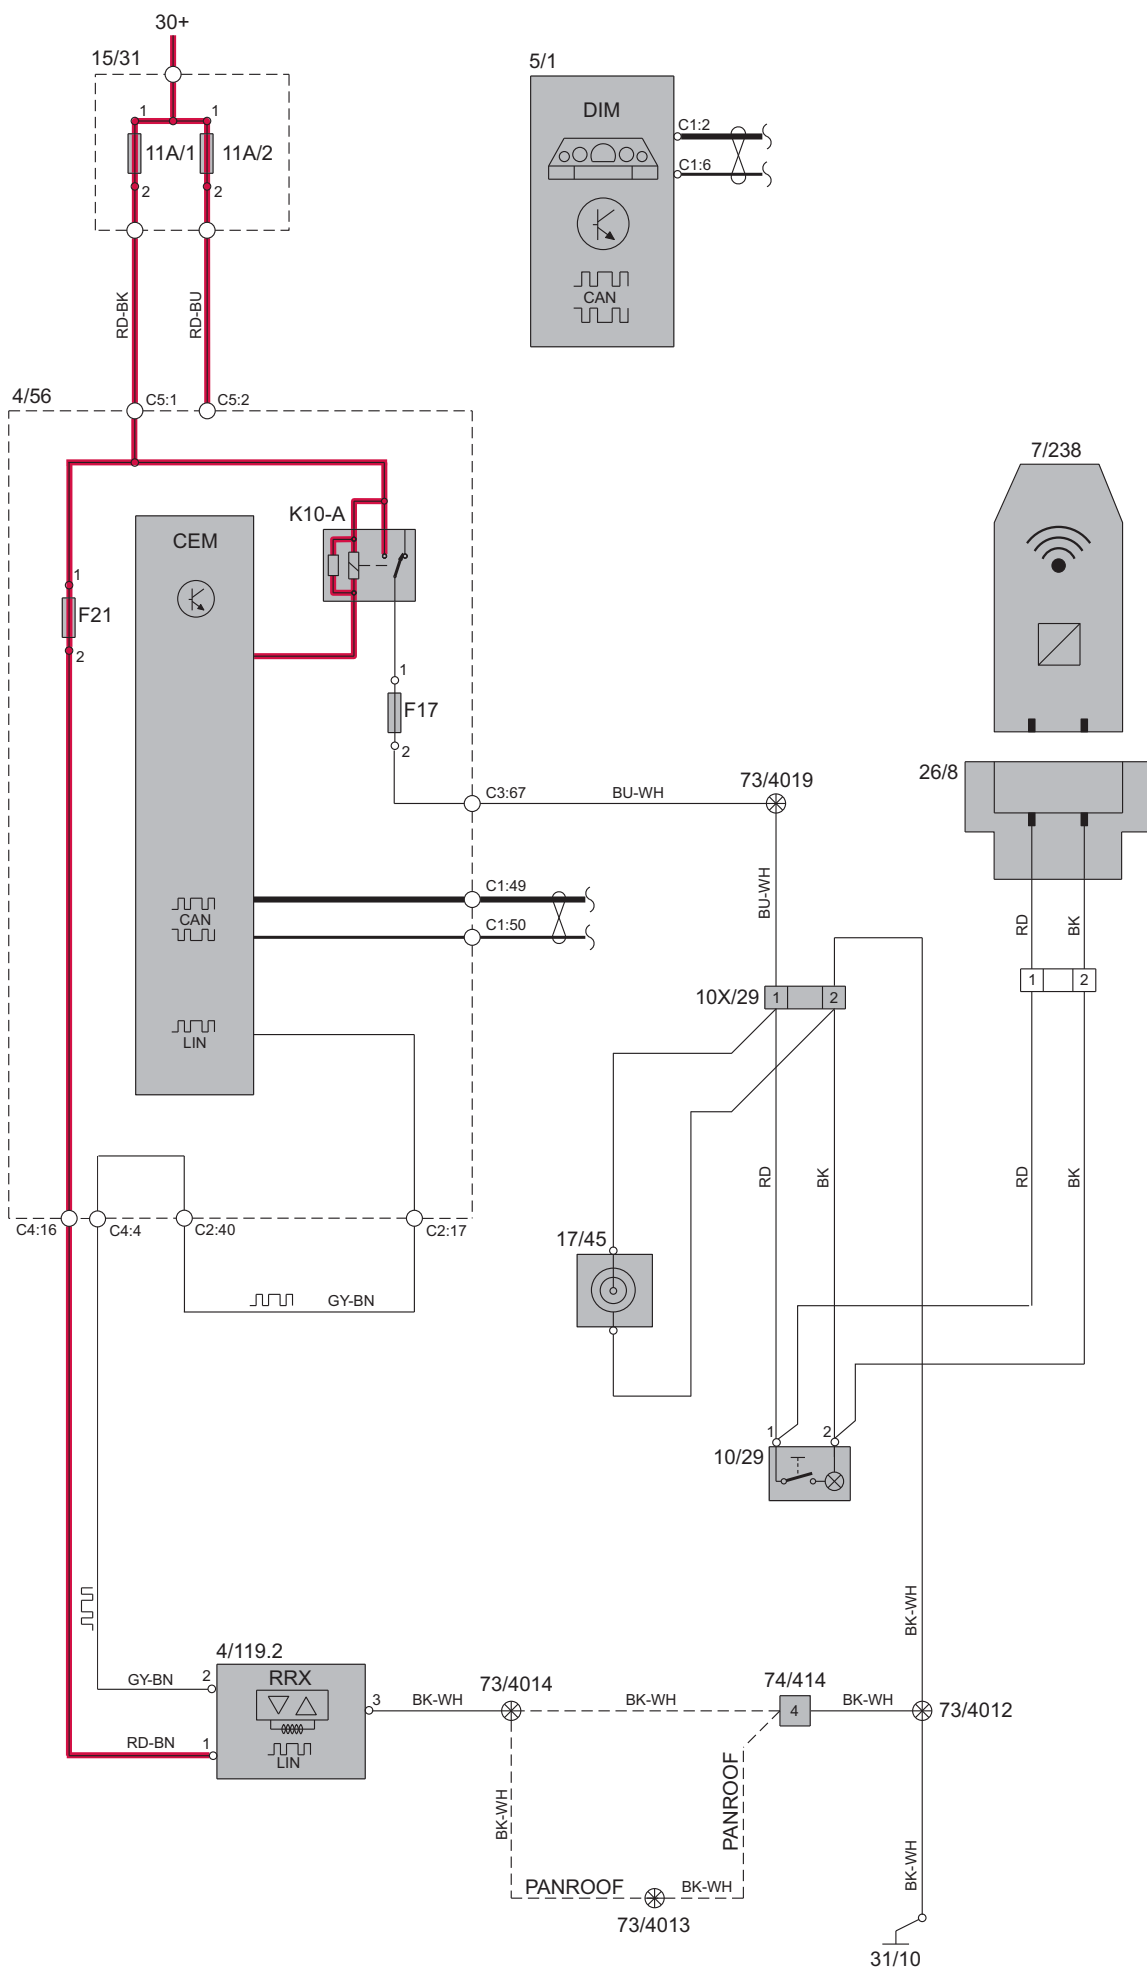 30+
15/31
1
1
11A/1
11A/2
2
2
RD-BK
RD-BU
5/1
DIM
C1:2
C1:6
CAN
4/56
C5:1
C5:2
K10-A
CEM
1
F21
2
1
F17
2
C3:67
BU-WH
73/4019
BU-WH
7/238
26/8
RD
BK
1
2
C1:49
CAN
C1:50
LIN
10X/29
1
2
RD
BK
RD
BK
C4:16
C4:4
C2:40
C2:17
GY-BN
17/45
1
2
10/29
BK-WH
4/119.2
RRX
GY-BN
2
3
BK-WH
73/4014
BK-WH
74/414
4
BK-WH
73/4012
RD-BN
1
LIN
BK-WH
PANROOF
PANROOF
BK-WH
73/4013
BK-WH
31/10